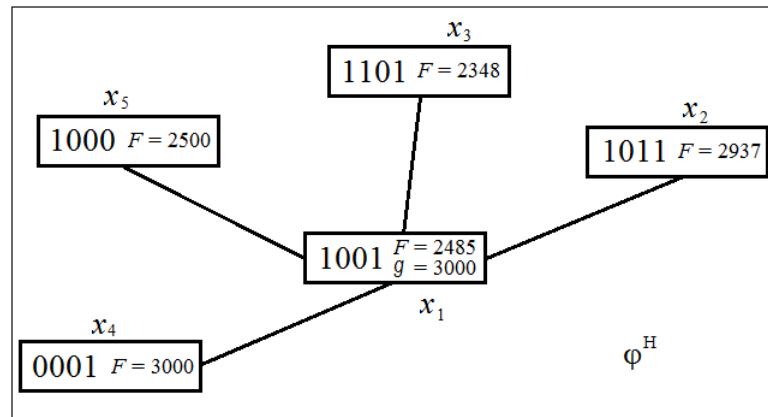 x₃
1101 F = 2348
x₅
1000 F = 2500
x₂
1011 F = 2937
1001 F = 2485
g = 3000
x₁
x₄
0001 F = 3000
φᴴ